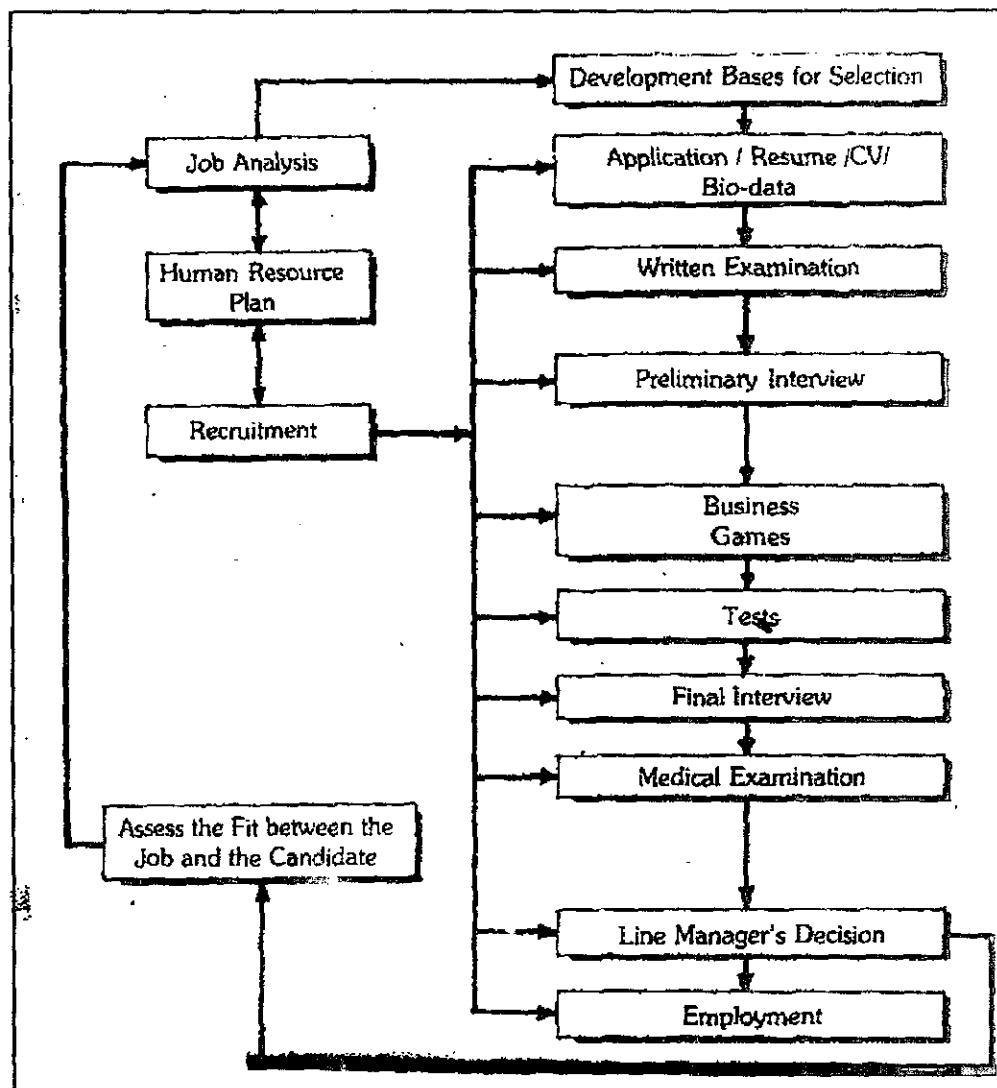 Development Bases for Selection
Job Analysis
Application / Resume /CV/
Bio-data
Human Resource
Plan
Written Examination
Preliminary Interview
Recruitment
Business
Games
Tests
Final Interview
Medical Examination
Assess the Fit between the
Job and the Candidate
Line Manager's Decision
Employment